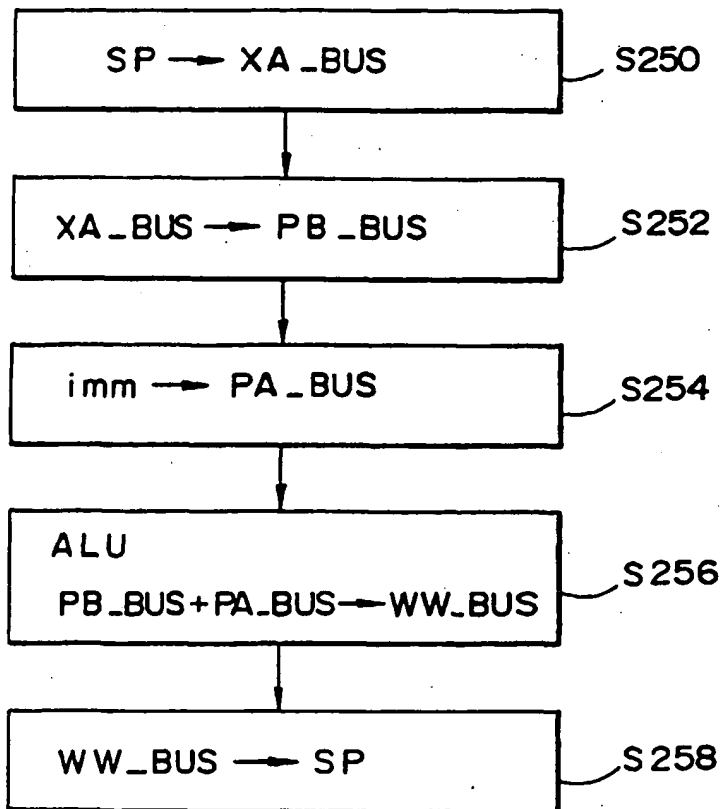 SP → XA_BUS
S250
XA_BUS → PB_BUS
S252
imm → PA_BUS
S254
ALU
PB_BUS+PA_BUS→WW_BUS
S256
WW_BUS → SP
S258